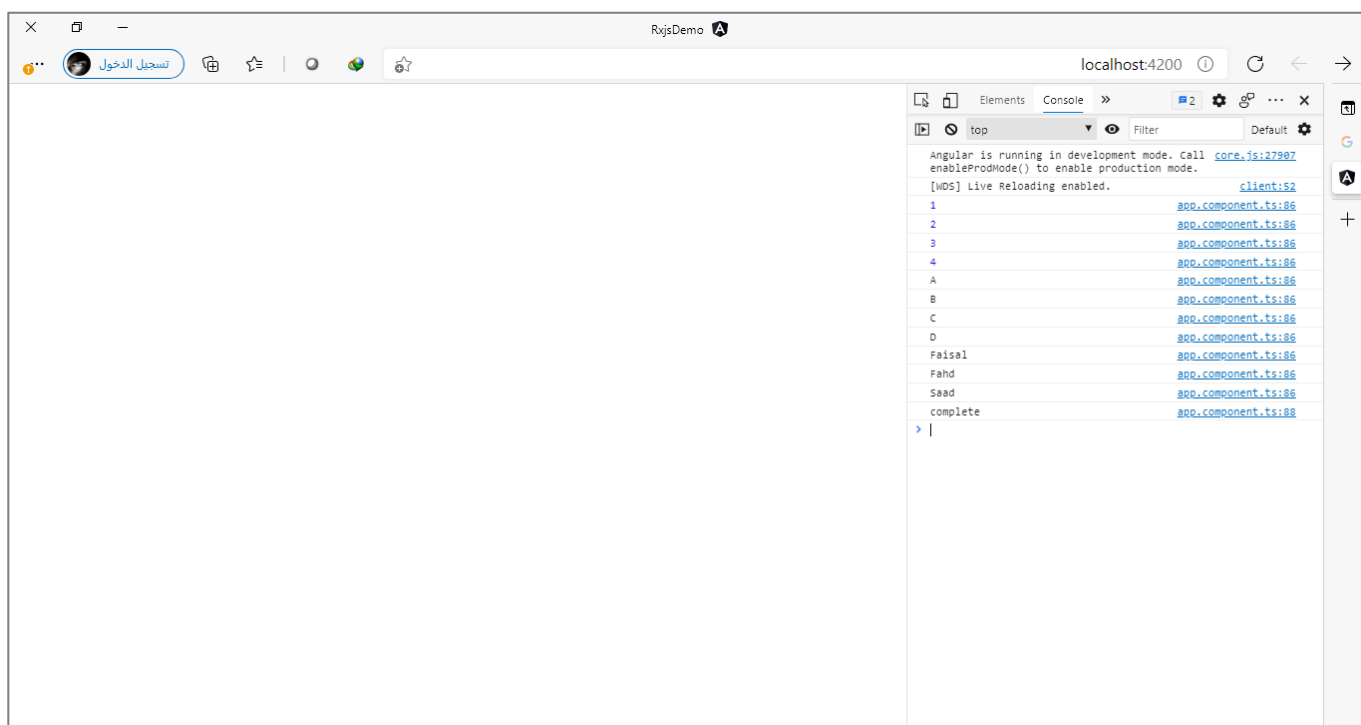 RxjsDemo
تسجيل الدخول
localhost:4200
Elements Console » 2
top Filter Default
Angular is running in development mode. Call core.js:27907
enableProdMode() to enable production mode.
[WDS] Live Reloading enabled. client:52
1 app.component.ts:86
2 app.component.ts:86
3 app.component.ts:86
4 app.component.ts:86
A app.component.ts:86
B app.component.ts:86
C app.component.ts:86
D app.component.ts:86
Faisal app.component.ts:86
Fahd app.component.ts:86
Saad app.component.ts:86
complete app.component.ts:88